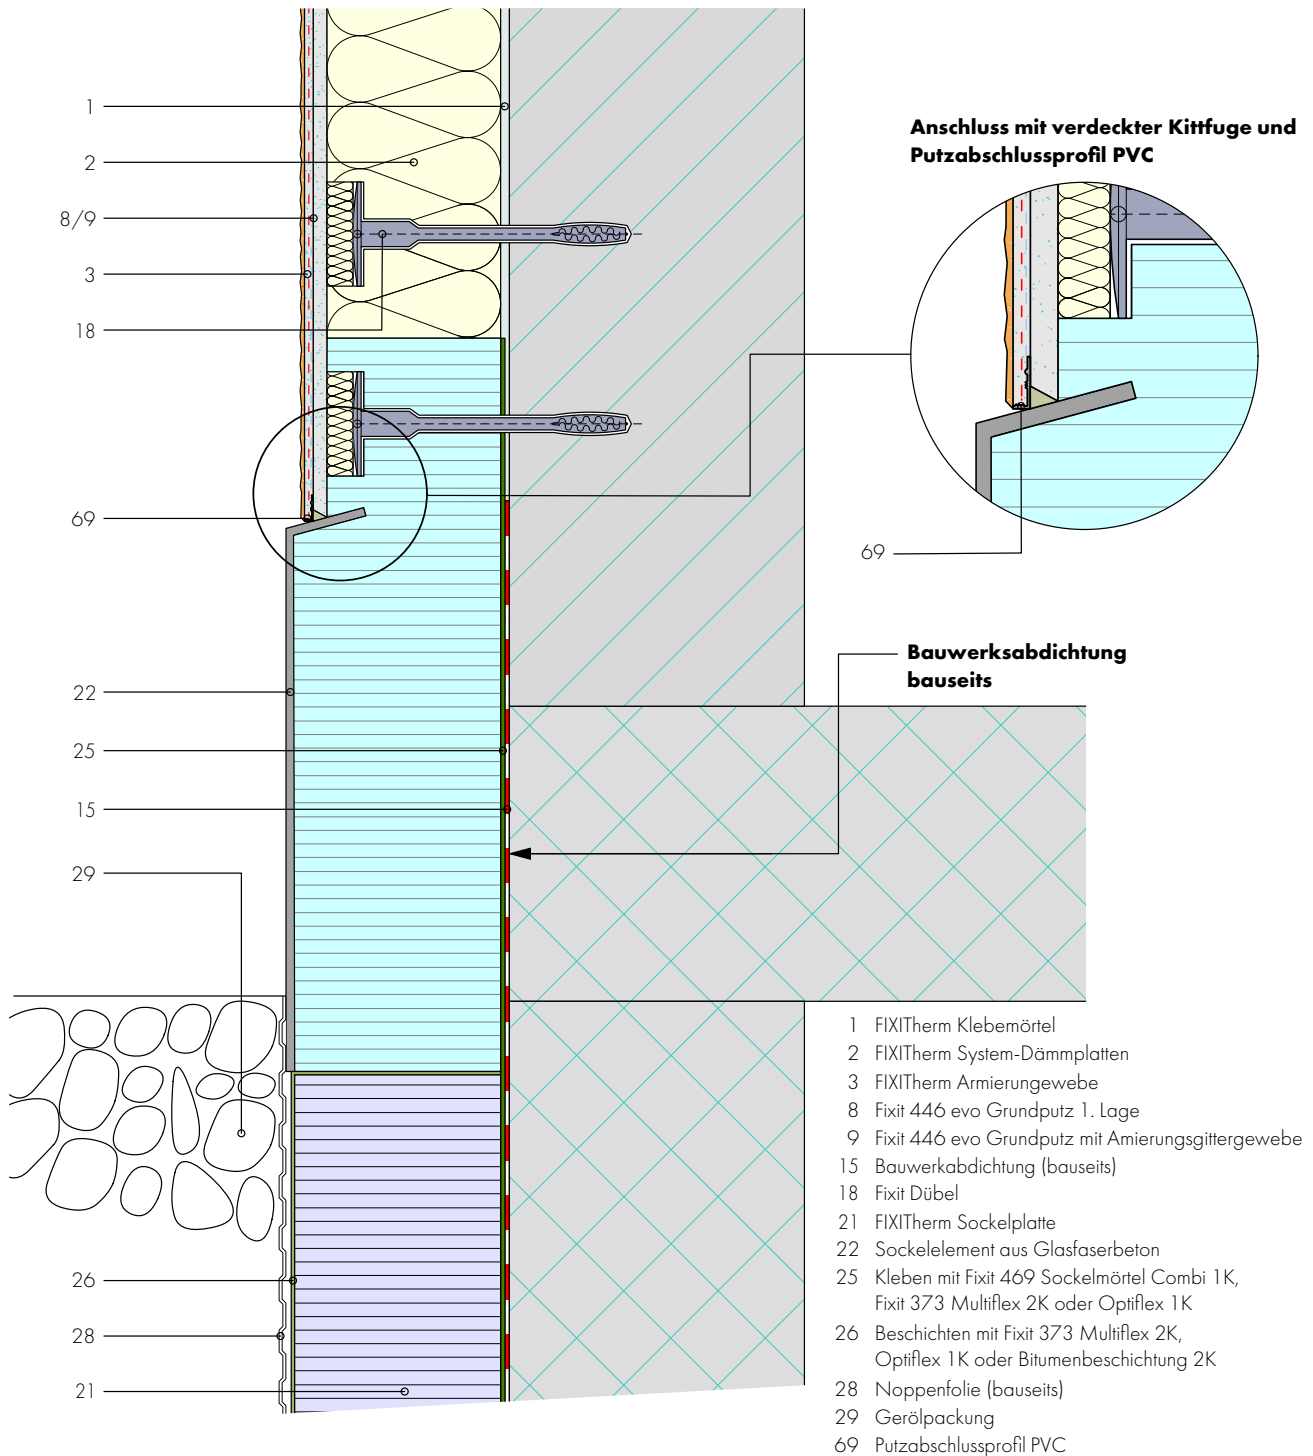 1
2
8/9
3
18
69
22
25
15
29
26
28
21
Anschluss mit verdeckter Kittfuge und
Putzabschlussprofil PVC
69
Bauwerksabdichtung
bauseits
1 FIXITherm Klebemörtel
2 FIXITherm System-Dämmplatten
3 FIXITherm Armierungewebe
8 Fixit 446 evo Grundputz 1. Lage
9 Fixit 446 evo Grundputz mit Amierungsgittergewebe
15 Bauwerkabdichtung (bauseits)
18 Fixit Dübel
21 FIXITherm Sockelplatte
22 Sockelelement aus Glasfaserbeton
25 Kleben mit Fixit 469 Sockelmörtel Combi 1K,
Fixit 373 Multiflex 2K oder Optiflex 1K
26 Beschichten mit Fixit 373 Multiflex 2K,
Optiflex 1K oder Bitumenbeschichtung 2K
28 Noppenfolie (bauseits)
29 Gerölpackung
69 Putzabschlussprofil PVC